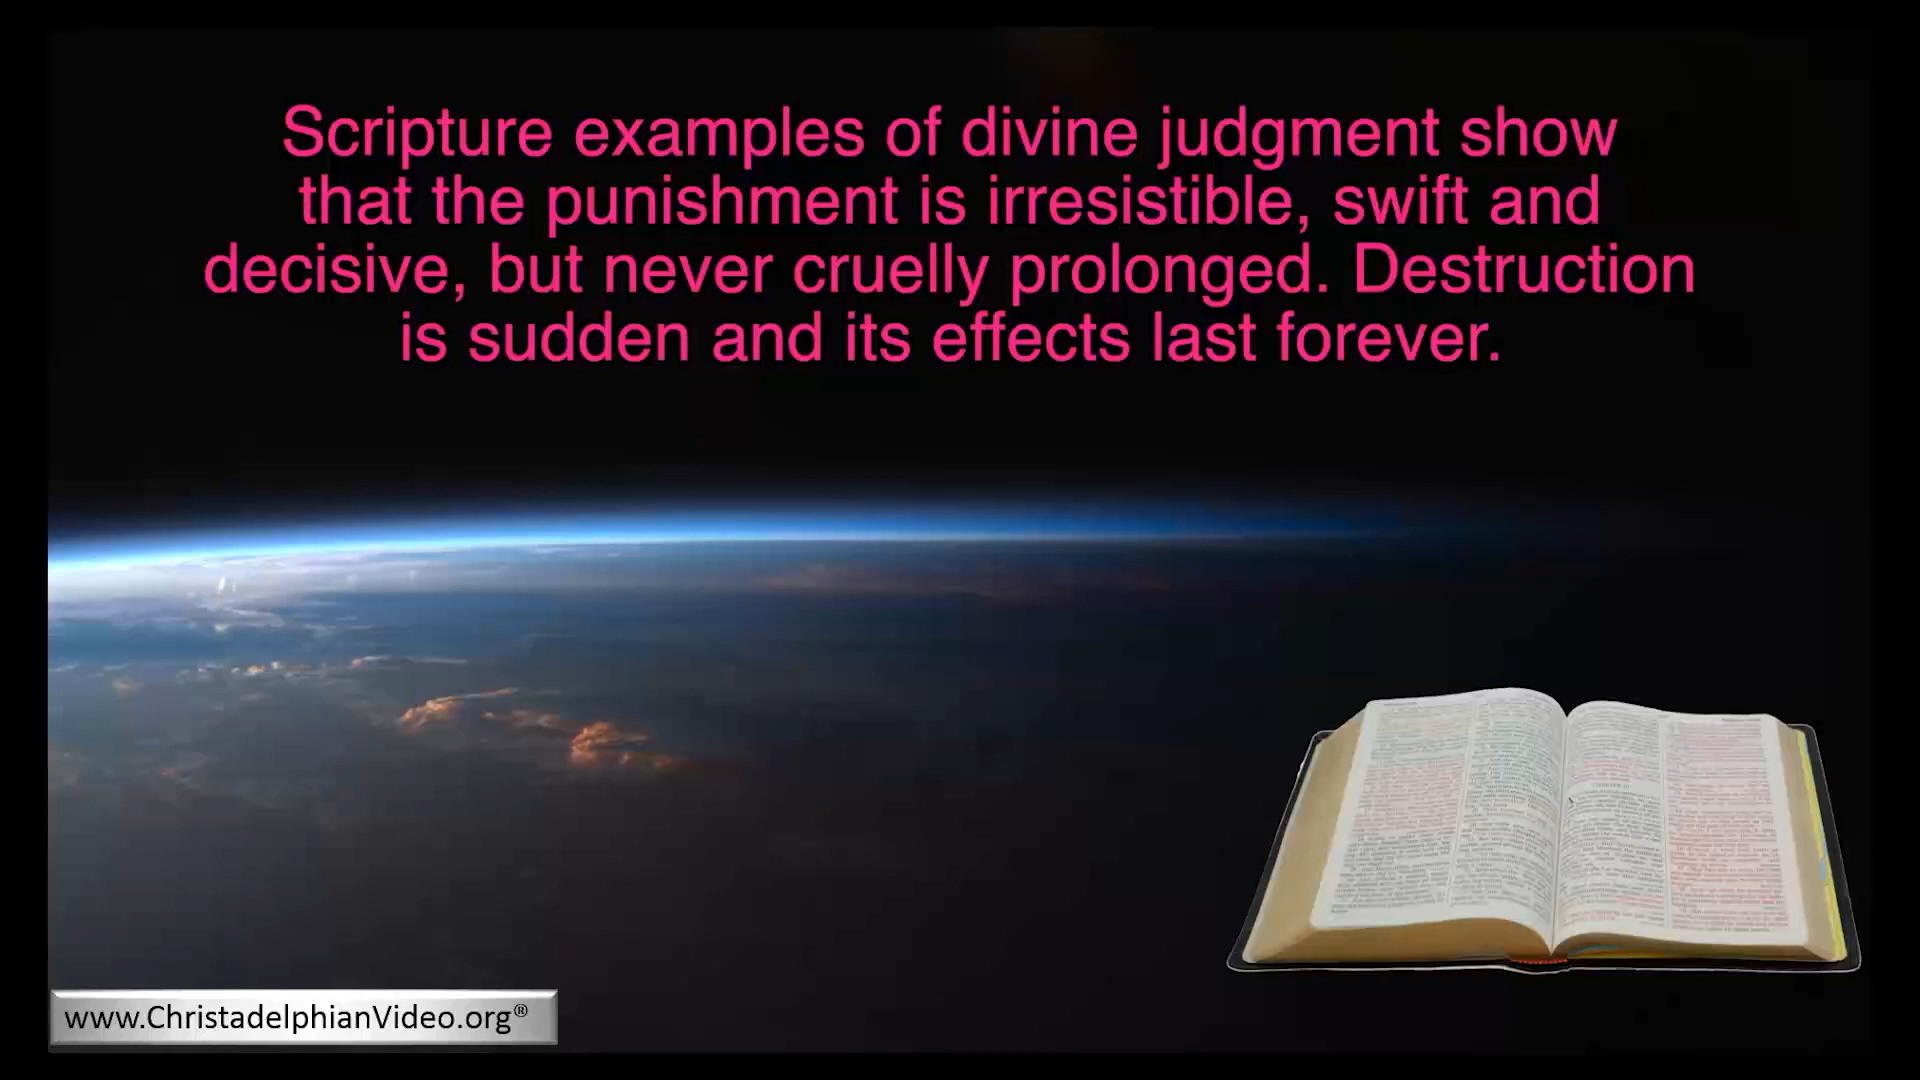 Scripture examples of divine judgment show
that the punishment is irresistible, swift and
decisive, but never cruelly prolonged. Destruction
is sudden and its effects last forever.
www.ChristadelphianVideo.org®